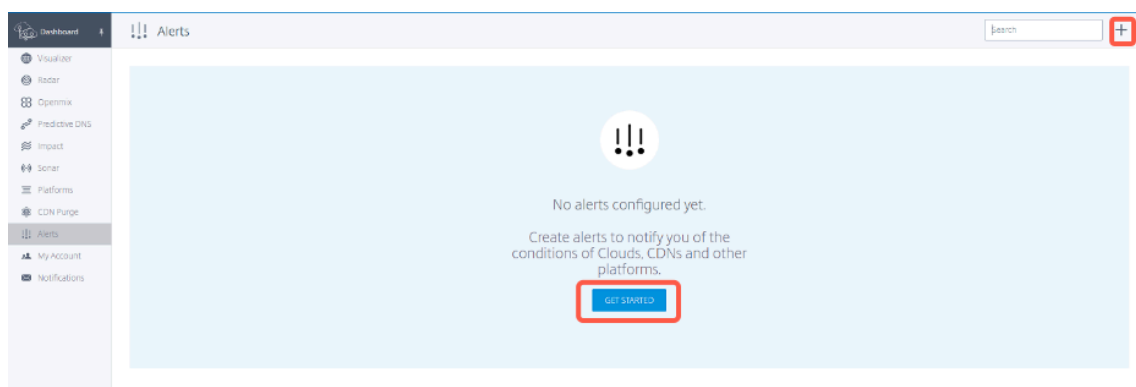 Dashboard
Alerts
Search
Visualizer
Radar
Openmix
Predictive DNS
Impact
Sonar
Platforms
CDN Purge
Alerts
My Account
Notifications
No alerts configured yet.
Create alerts to notify you of the
conditions of Clouds, CDNs and other
platforms.
GET STARTED